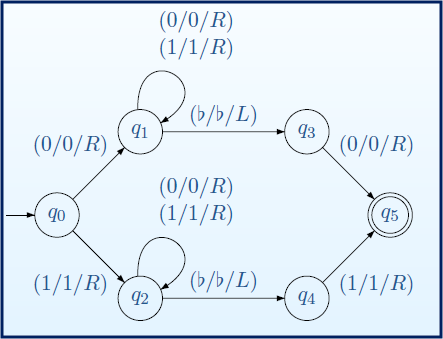 (0/0/R)
(1/1/R)
q₁
(♭/♭/L)
q₃
(0/0/R)
(0/0/R)
q₀
(0/0/R)
(1/1/R)
q₅
(1/1/R)
q₂
(♭/♭/L)
q₄
(1/1/R)